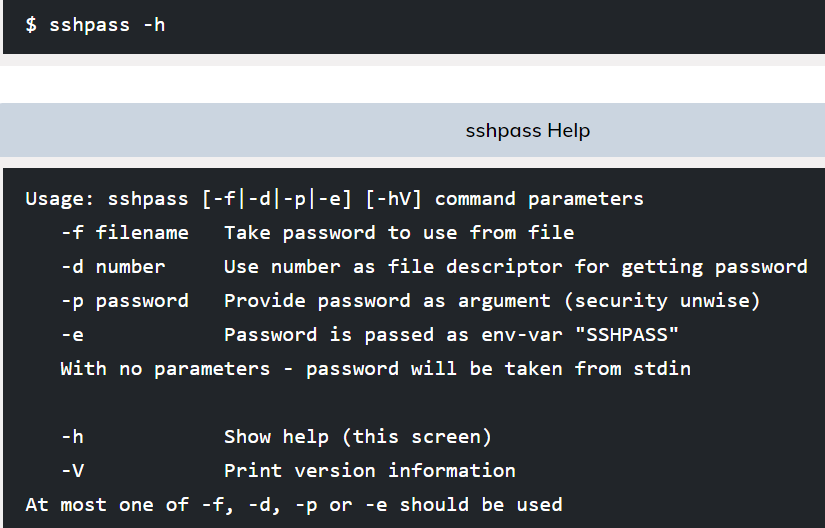 $ sshpass -h
sshpass Help
Usage: sshpass [-f|-d|-p|-e] [-hV] command parameters
   -f filename   Take password to use from file
   -d number     Use number as file descriptor for getting password
   -p password   Provide password as argument (security unwise)
   -e            Password is passed as env-var "SSHPASS"
   With no parameters - password will be taken from stdin
   -h            Show help (this screen)
   -V            Print version information
At most one of -f, -d, -p or -e should be used